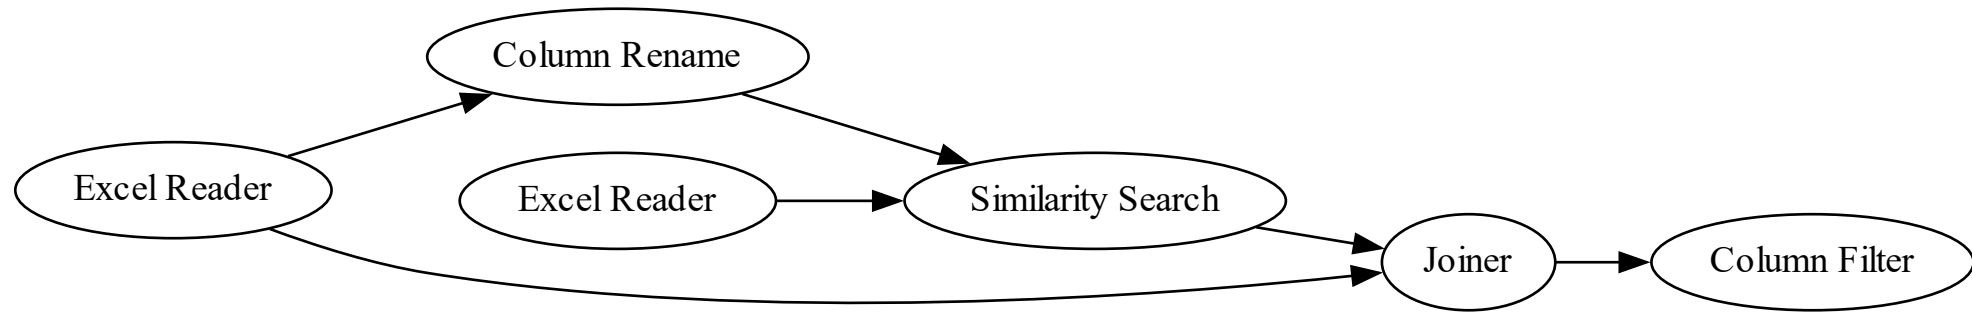 Column Rename
Excel Reader
Excel Reader
Similarity Search
Joiner
Column Filter